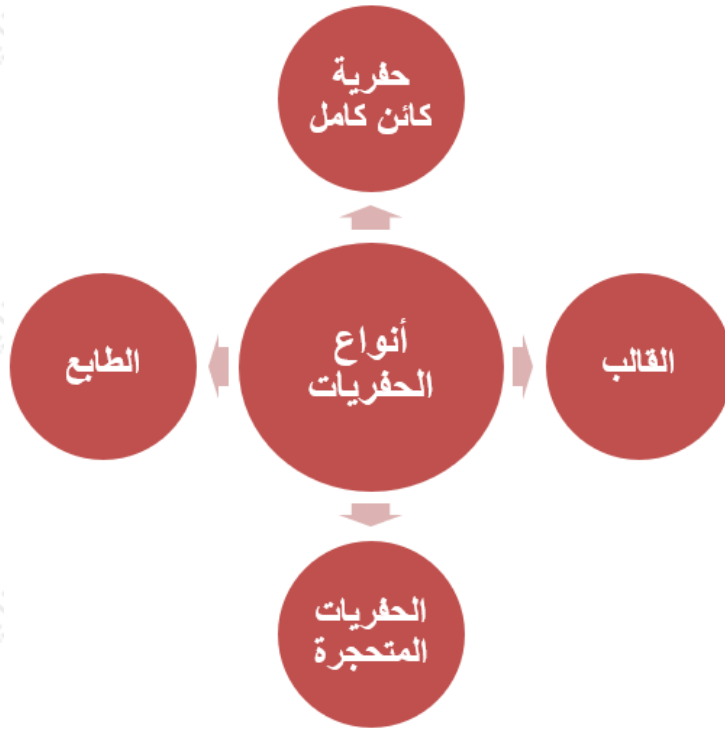 حفرية
كائن كامل
أنواع
الحفريات
القالب
الطابع
الحفريات
المتحجرة